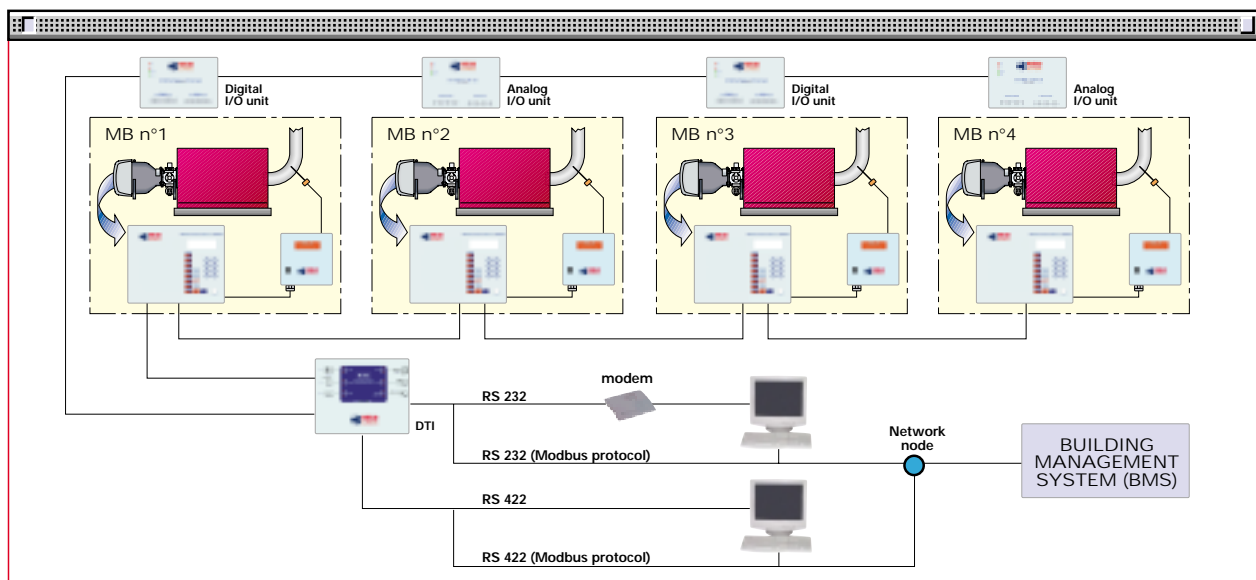 Digital
I/O unit
Analog
I/O unit
Digital
I/O unit
Analog
I/O unit
MB n°1
MB n°2
MB n°3
MB n°4
DTI
RS 232
modem
RS 232 (Modbus protocol)
Network
node
BUILDING
MANAGEMENT
SYSTEM (BMS)
RS 422
RS 422 (Modbus protocol)